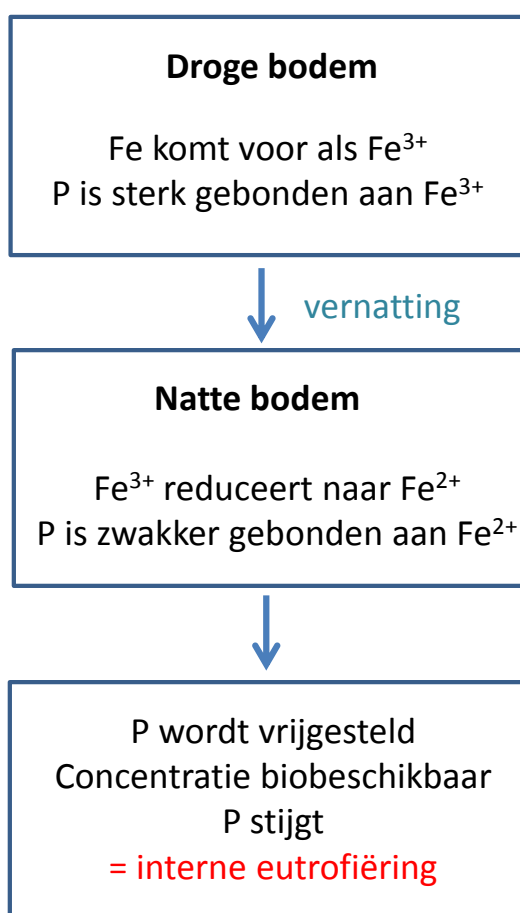 Droge bodem
Fe komt voor als Fe³⁺
P is sterk gebonden aan Fe³⁺
vernatting
Natte bodem
Fe³⁺ reduceert naar Fe²⁺
P is zwakker gebonden aan Fe²⁺
P wordt vrijgesteld
Concentratie biobeschikbaar
P stijgt
= interne eutrofiëring